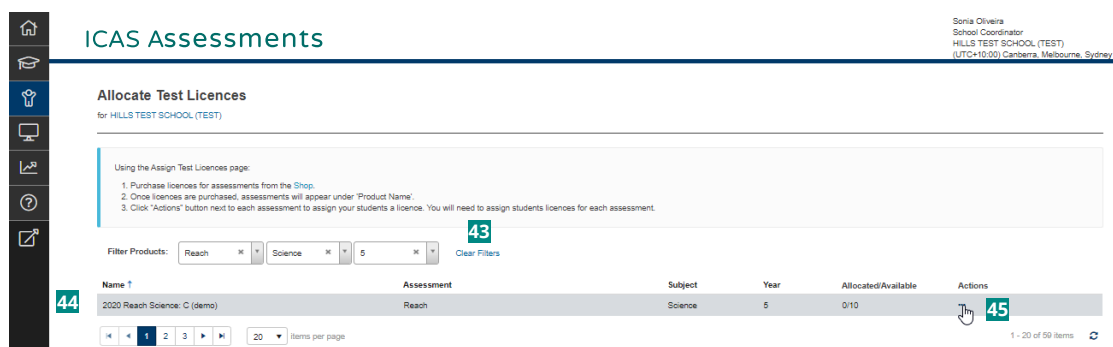 Sonia Oliveira
School Coordinator
HILLS TEST SCHOOL (TEST)
(UTC+10:00) Canberra, Melbourne, Sydney
ICAS Assessments
Allocate Test Licences
for HILLS TEST SCHOOL (TEST)
Using the Assign Test Licences page:
1. Purchase licences for assessments from the Shop.
2. Once licences are purchased, assessments will appear under 'Product Name'.
3. Click "Actions" button next to each assessment to assign your students a licence. You will need to assign students licences for each assessment.
43
Filter Products: Reach Science 5 Clear Filters
Name ↑ Assessment Subject Year Allocated/Available Actions
44 2020 Reach Science: C (demo) Reach Science 5 0/10 45
1 2 3 20 items per page 1 - 20 of 59 items